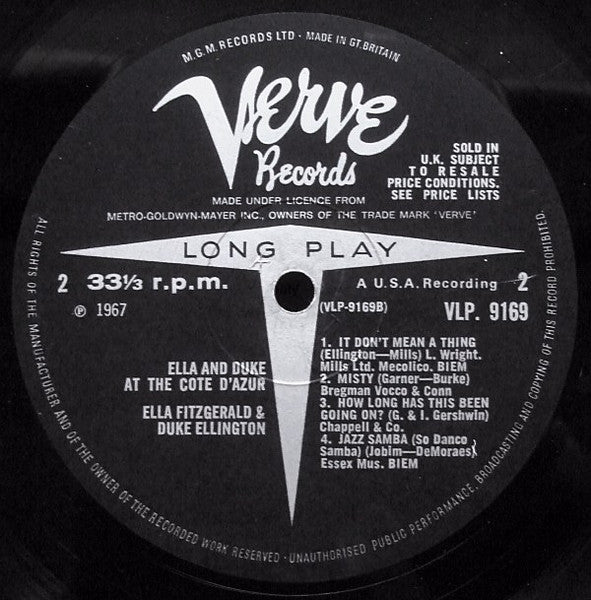 M.G.M. RECORDS LTD · MADE IN GT. BRITAIN
Verve
Records
SOLD IN
U.K. SUBJECT
TO RESALE
PRICE CONDITIONS.
SEE PRICE LISTS
MADE UNDER LICENCE FROM
METRO-GOLDWYN-MAYER INC., OWNERS OF THE TRADE MARK 'VERVE'
LONG PLAY
2 33⅓ r.p.m.
A U.S.A. Recording 2
℗ 1967
(VLP-9169B)
VLP. 9169
ELLA AND DUKE
AT THE COTE D'AZUR
ELLA FITZGERALD &
DUKE ELLINGTON
1. IT DON'T MEAN A THING
(Ellington—Mills) L. Wright.
Mills Ltd. Mecolico. BIEM
2. MISTY (Garner—Burke)
Bregman Vocco & Conn
3. HOW LONG HAS THIS BEEN
GOING ON? (G. & I. Gershwin)
Chappell & Co.
4. JAZZ SAMBA (So Danco
Samba) (Jobim—DeMoraes)
Essex Mus. BIEM
ALL RIGHTS OF THE MANUFACTURER AND OF THE OWNER OF THE RECORDED WORK RESERVED · UNAUTHORISED PUBLIC PERFORMANCE, BROADCASTING AND COPYING OF THIS RECORD PROHIBITED.